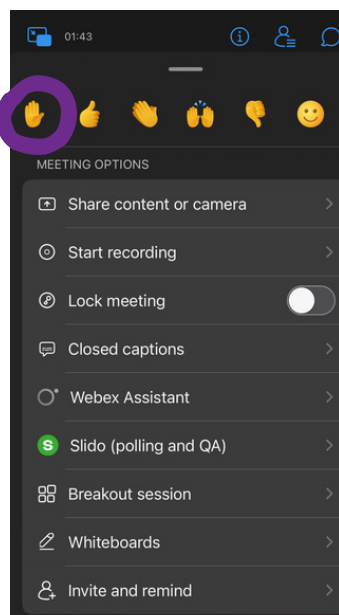 01:43
MEETING OPTIONS
Share content or camera
Start recording
Lock meeting
Closed captions
Webex Assistant
S Slido (polling and QA)
Breakout session
Whiteboards
Invite and remind